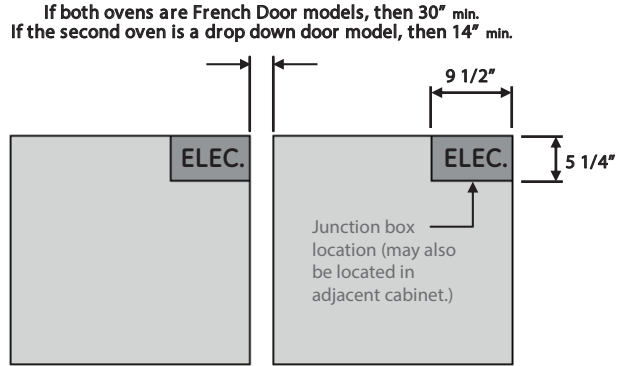 If both ovens are French Door models, then 30” min.
If the second oven is a drop down door model, then 14” min.
9 1/2”
ELEC.
ELEC.
5 1/4”
Junction box
location (may also
be located in
adjacent cabinet.)